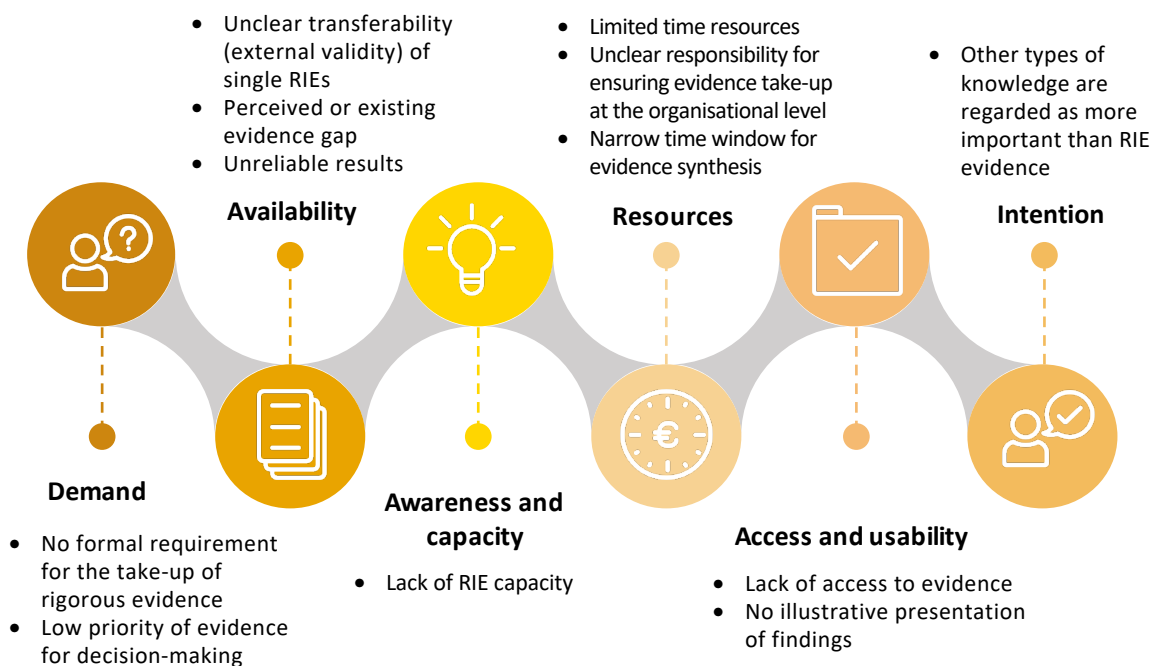 • Unclear transferability
(external validity) of
single RIEs
• Perceived or existing
evidence gap
• Unreliable results
Availability
• Limited time resources
• Unclear responsibility for
ensuring evidence take-up
at the organisational level
• Narrow time window for
evidence synthesis
Resources
• Other types of
knowledge are
regarded as more
important than RIE
evidence
Intention
?
€
Demand
• No formal requirement
for the take-up of
rigorous evidence
• Low priority of evidence
for decision-making
Awareness and
capacity
• Lack of RIE capacity
Access and usability
• Lack of access to evidence
• No illustrative presentation
of findings